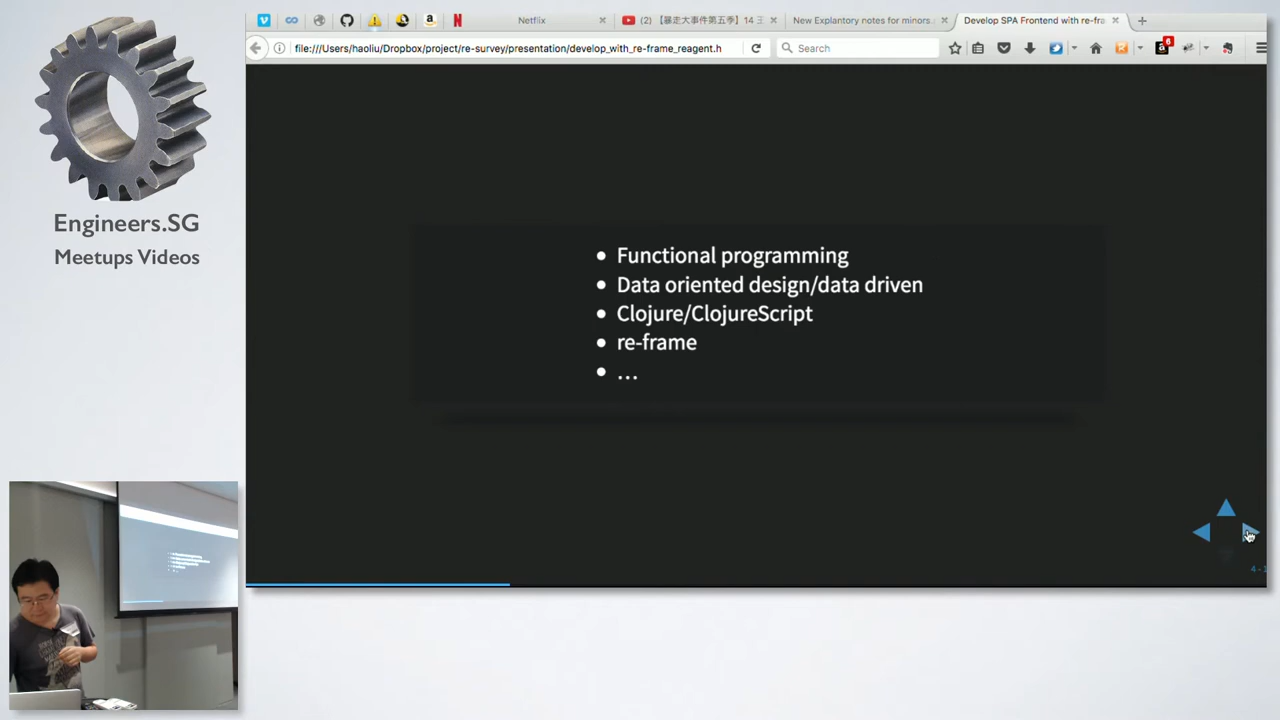 Engineers.SG
Meetups Videos
Netflix
(2) 【暴走大事件第五季】14 王
New Explantory notes for minors
Develop SPA Frontend with re-fra
file:///Users/haoliu/Dropbox/project/re-survey/presentation/develop_with_re-frame_reagent.h
Search
6
Functional programming
Data oriented design/data driven
Clojure/ClojureScript
re-frame
…